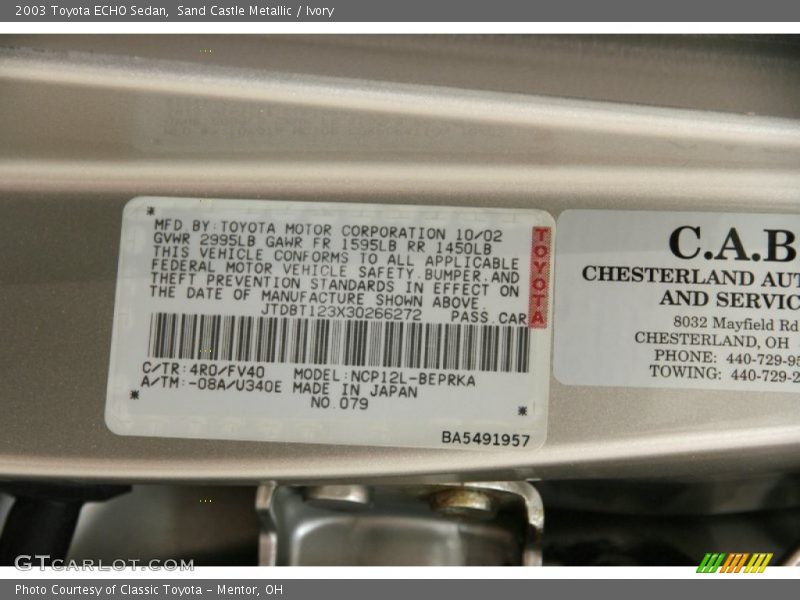 2003 Toyota ECHO Sedan, Sand Castle Metallic / Ivory
* MFD BY: TOYOTA MOTOR CORPORATION 10/02
GVWR 2995LB GAWR FR 1595LB RR 1450LB
THIS VEHICLE CONFORMS TO ALL APPLICABLE
FEDERAL MOTOR VEHICLE SAFETY,BUMPER,AND
THEFT PREVENTION STANDARDS IN EFFECT ON
THE DATE OF MANUFACTURE SHOWN ABOVE.
JTDBT123X30266272 PASS.CAR
TOYOTA
C/TR:4R0/FV40 MODEL:NCP12L-BEPRKA
A/TM:-08A/U340E MADE IN JAPAN
* NO.079 *
BA5491957
C.A.B
CHESTERLAND AUT
AND SERVIC
8032 Mayfield Rd
CHESTERLAND, OH
PHONE: 440-729-95
TOWING: 440-729-2
GTCARLOT.COM
Photo Courtesy of Classic Toyota - Mentor, OH